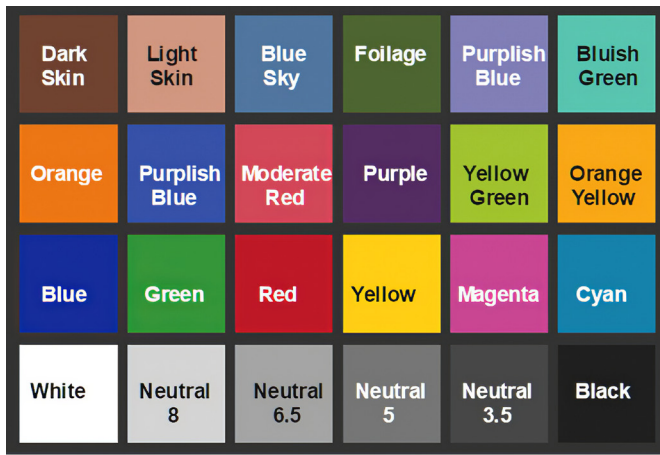 Dark
Skin
Light
Skin
Blue
Sky
Foilage
Purplish
Blue
Bluish
Green
Orange
Purplish
Blue
Moderate
Red
Purple
Yellow
Green
Orange
Yellow
Blue
Green
Red
Yellow
Magenta
Cyan
White
Neutral
8
Neutral
6.5
Neutral
5
Neutral
3.5
Black